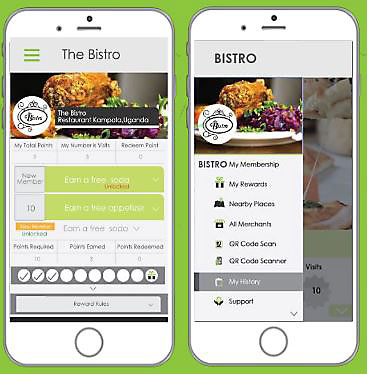 The Bistro
Bistro
The Bistro
Restaurant Kampala,Uganda
My Total Points
My Number is Visits
Redeem Point
3
3
0
New Member
Earn a free soda
Unlocked
10
Earn a free appetizer
New Member
Unlocked
Earn a free soda
Points Required
Points Earned
Points Redeemed
10
3
0
Reward Rules
BISTRO
Bistro
BISTRO
My Membership
My Rewards
Nearby Places
All Merchants
QR Code Scan
QR Code Scanner
My History
Support
Visits
10